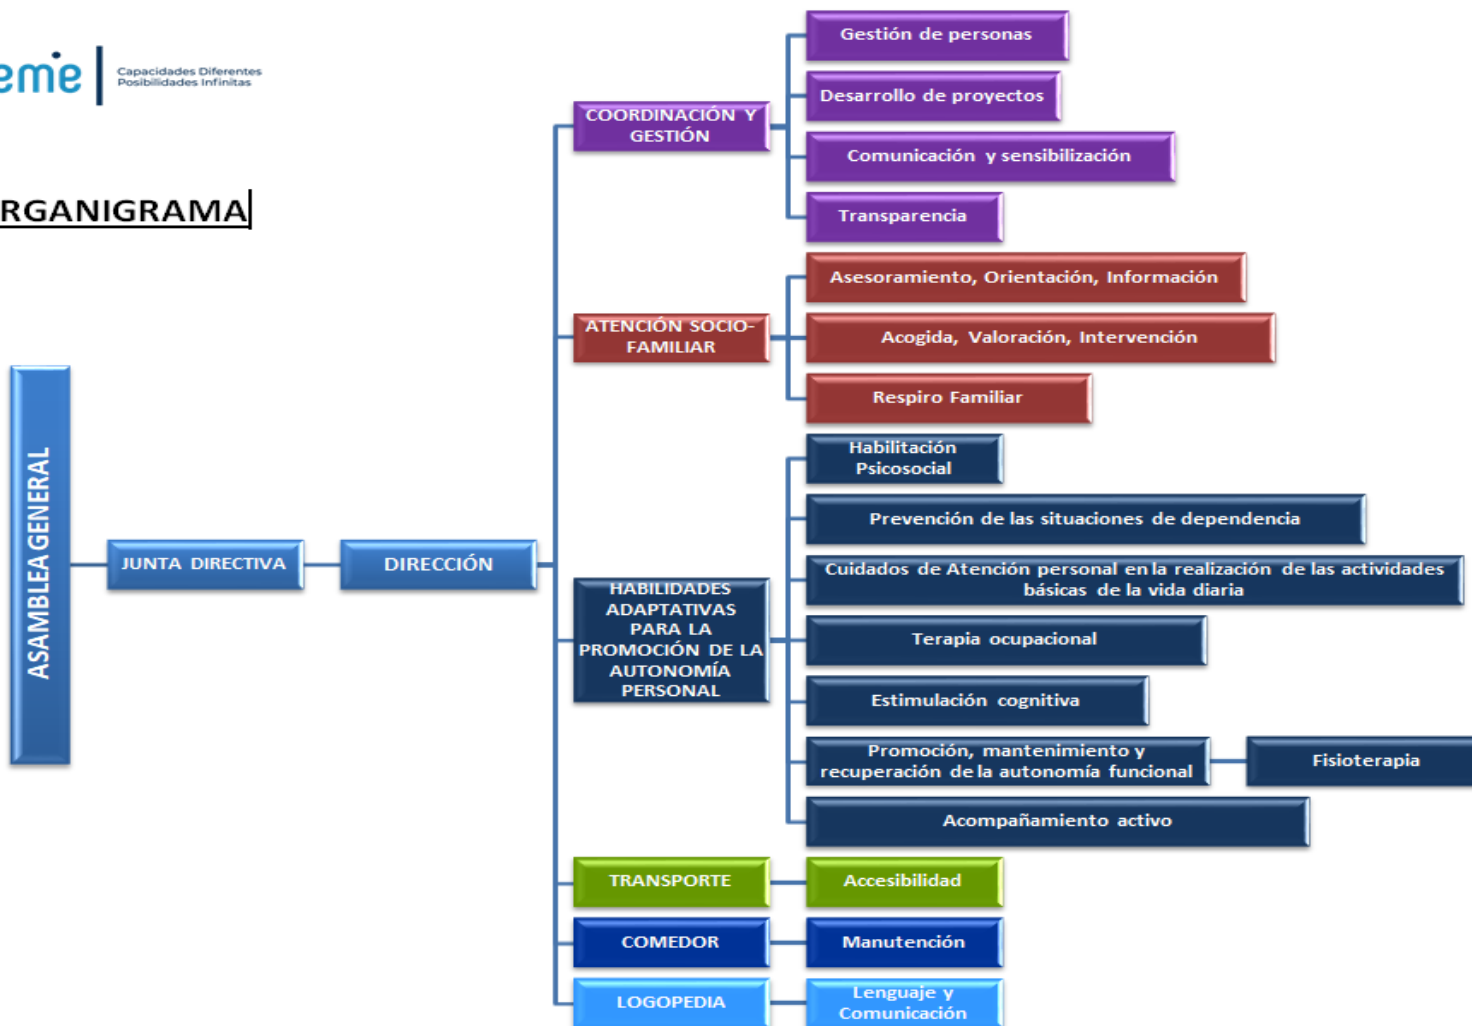 eme
Capacidades Diferentes
Posibilidades Infinitas
RGANIGRAMA
ASAMBLEA GENERAL
JUNTA DIRECTIVA
DIRECCIÓN
COORDINACIÓN Y
GESTIÓN
Gestión de personas
Desarrollo de proyectos
Comunicación y sensibilización
Transparencia
ATENCIÓN SOCIO-
FAMILIAR
Asesoramiento, Orientación, Información
Acogida, Valoración, Intervención
Respiro Familiar
HABILIDADES
ADAPTATIVAS
PARA LA
PROMOCIÓN DE LA
AUTONOMÍA
PERSONAL
Habilitación
Psicosocial
Prevención de las situaciones de dependencia
Cuidados de Atención personal en la realización de las actividades
básicas de la vida diaria
Terapia ocupacional
Estimulación cognitiva
Promoción, mantenimiento y
recuperación de la autonomía funcional
Fisioterapia
Acompañamiento activo
TRANSPORTE
Accesibilidad
COMEDOR
Manutención
LOGOPEDIA
Lenguaje y
Comunicación